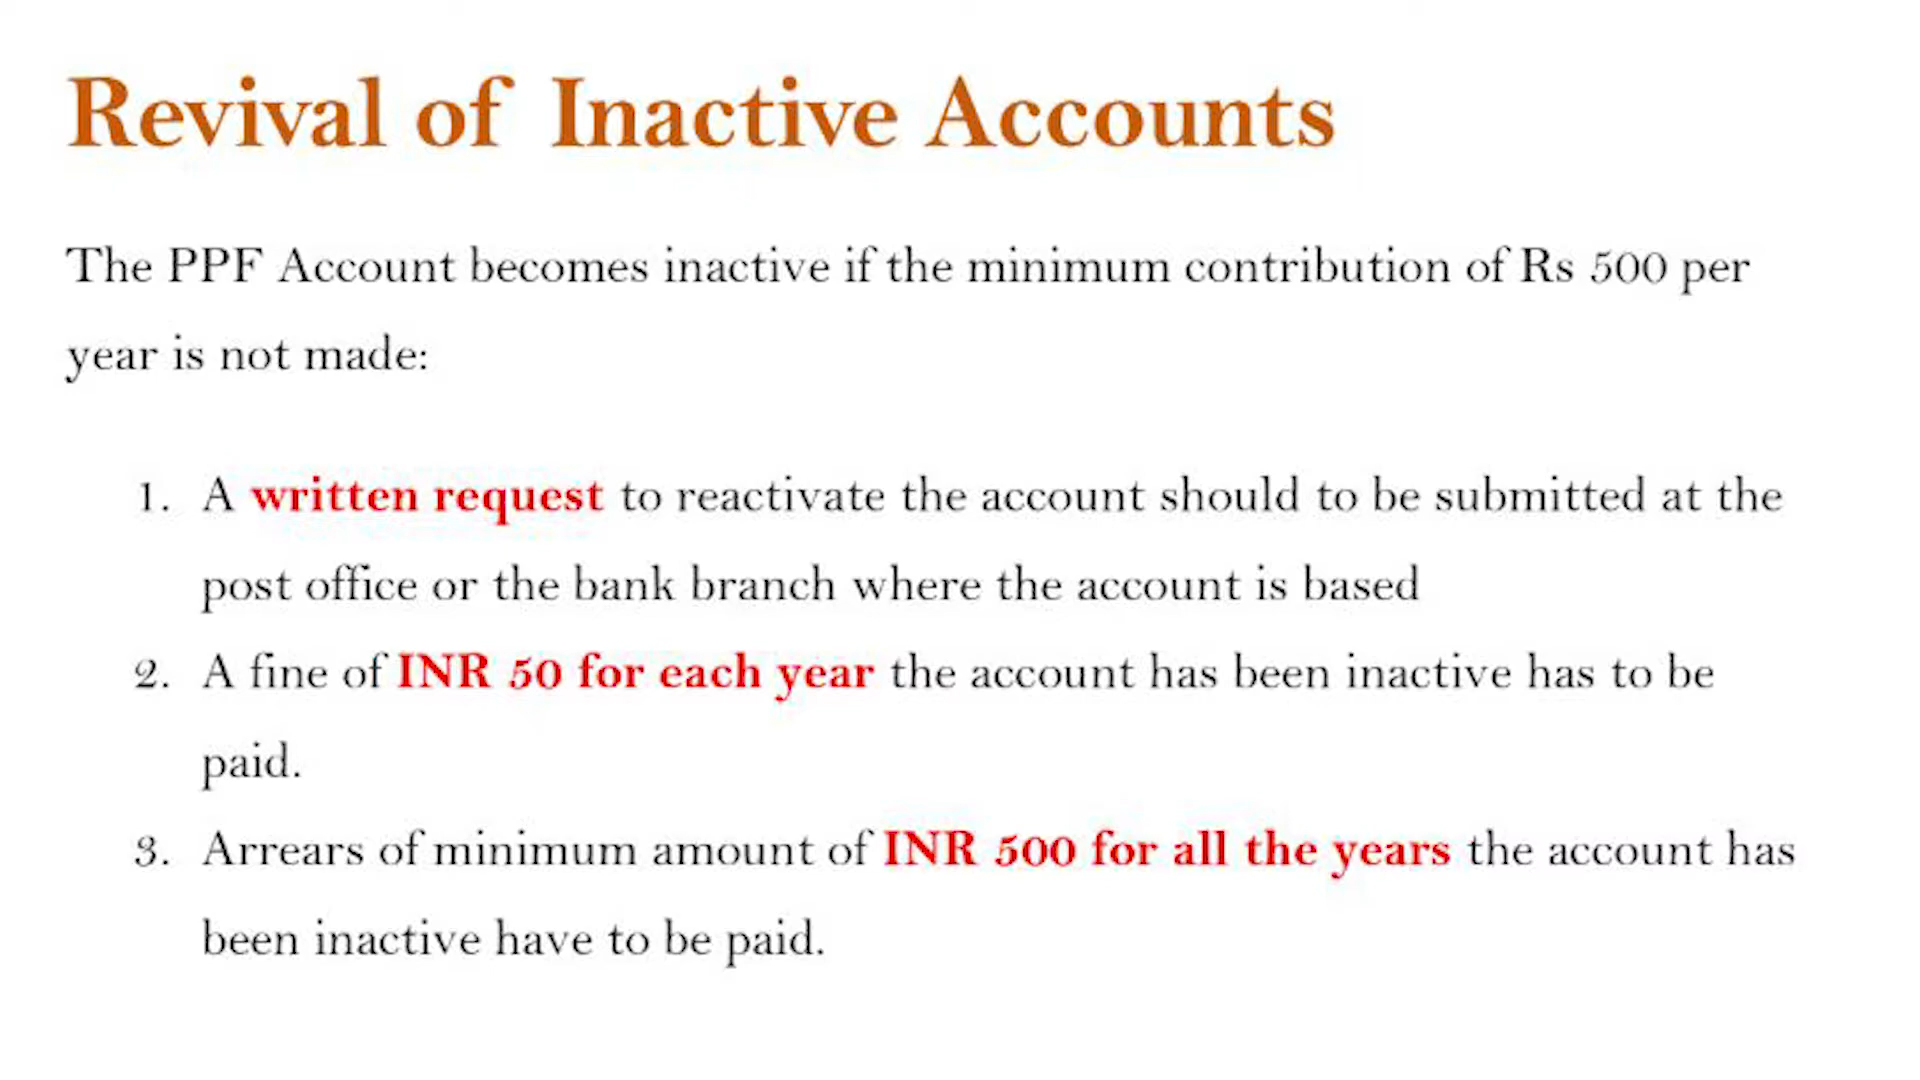 Revival of Inactive Accounts
The PPF Account becomes inactive if the minimum contribution of Rs 500 per
year is not made:
1. A written request to reactivate the account should to be submitted at the
post office or the bank branch where the account is based
2. A fine of INR 50 for each year the account has been inactive has to be
paid.
3. Arrears of minimum amount of INR 500 for all the years the account has
been inactive have to be paid.